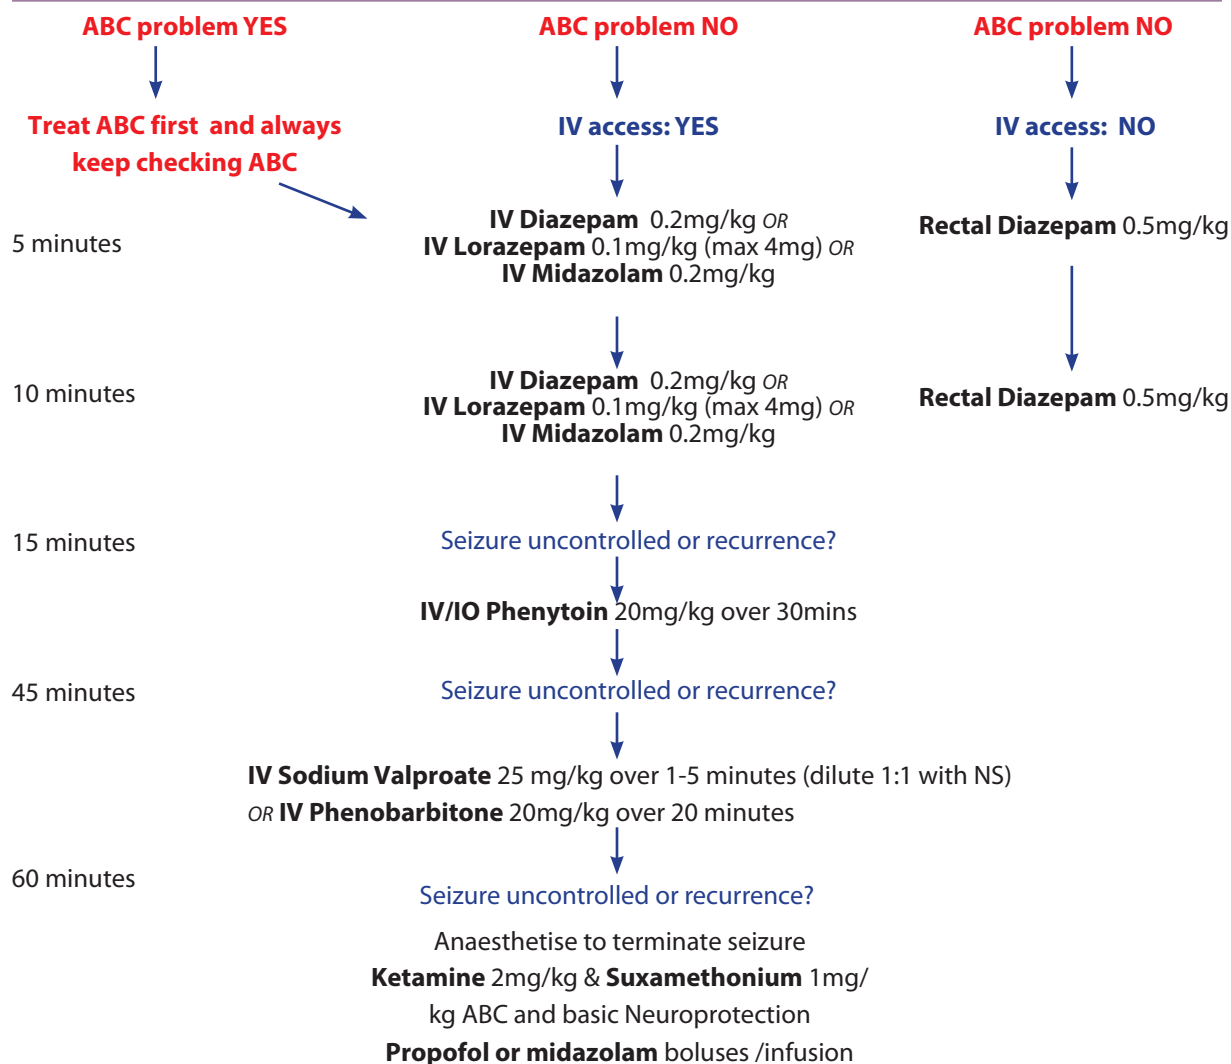 ABC problem YES
ABC problem NO
ABC problem NO
Treat ABC first and always
keep checking ABC
IV access: YES
IV access: NO
5 minutes
IV Diazepam 0.2mg/kg OR
IV Lorazepam 0.1mg/kg (max 4mg) OR
IV Midazolam 0.2mg/kg
Rectal Diazepam 0.5mg/kg
10 minutes
IV Diazepam 0.2mg/kg OR
IV Lorazepam 0.1mg/kg (max 4mg) OR
IV Midazolam 0.2mg/kg
Rectal Diazepam 0.5mg/kg
15 minutes
Seizure uncontrolled or recurrence?
IV/IO Phenytoin 20mg/kg over 30mins
45 minutes
Seizure uncontrolled or recurrence?
IV Sodium Valproate 25 mg/kg over 1-5 minutes (dilute 1:1 with NS)
OR IV Phenobarbitone 20mg/kg over 20 minutes
60 minutes
Seizure uncontrolled or recurrence?
Anaesthetise to terminate seizure
Ketamine 2mg/kg & Suxamethonium 1mg/
kg ABC and basic Neuroprotection
Propofol or midazolam boluses /infusion